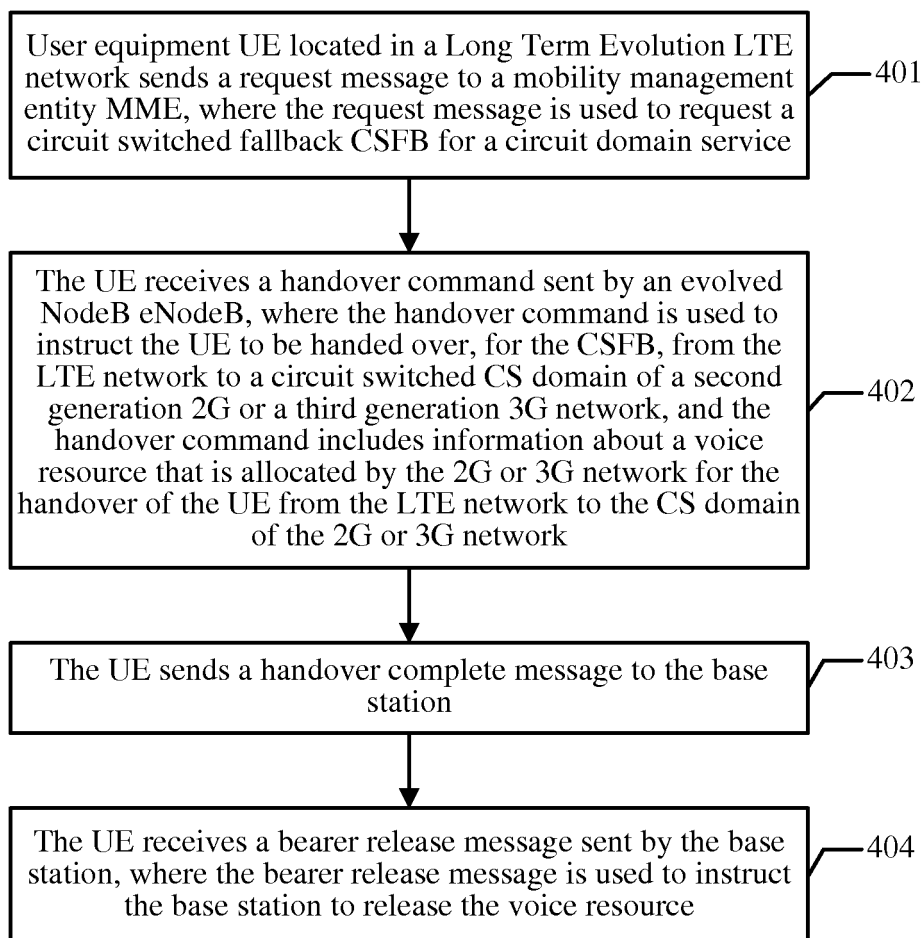 User equipment UE located in a Long Term Evolution LTE
network sends a request message to a mobility management
entity MME, where the request message is used to request a
circuit switched fallback CSFB for a circuit domain service
401
The UE receives a handover command sent by an evolved
NodeB eNodeB, where the handover command is used to
instruct the UE to be handed over, for the CSFB, from the
LTE network to a circuit switched CS domain of a second
generation 2G or a third generation 3G network, and the
handover command includes information about a voice
resource that is allocated by the 2G or 3G network for the
handover of the UE from the LTE network to the CS domain
of the 2G or 3G network
402
The UE sends a handover complete message to the base
station
403
The UE receives a bearer release message sent by the base
station, where the bearer release message is used to instruct
the base station to release the voice resource
404